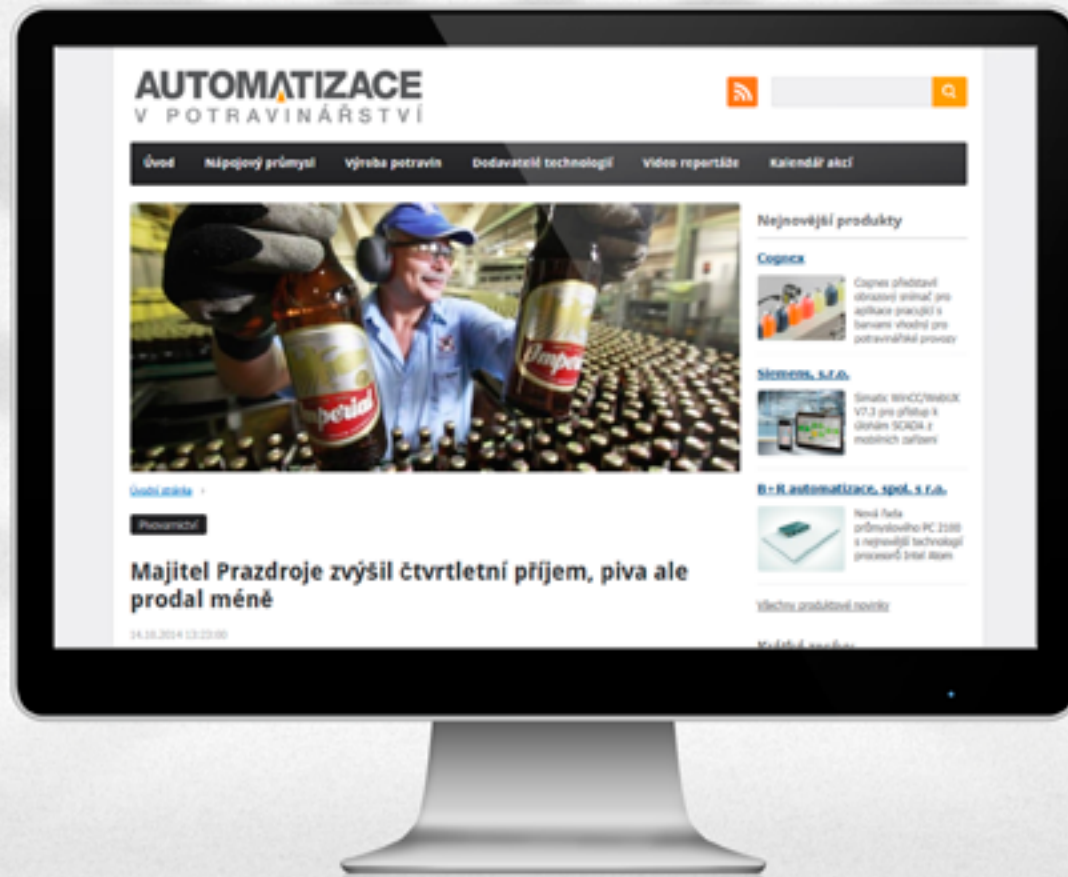 AUTOMATIZACE
V POTRAVINÁŘSTVÍ
Úvod Nápojový průmysl Výroba potravin Dodavatelé technologií Video reportáže Kalendář akcí
Imperial
Imperial
Úvodní stránka ›
Pivovarnictví
Majitel Prazdroje zvýšil čtvrtletní příjem, piva ale
prodal méně
14.10.2014 13:23:00
Nejnovější produkty
Cognex
Cognex představil
obrazový snímač pro
aplikace pracující s
barvami vhodný pro
potravinářské provozy
Siemens, s.r.o.
Simatic WinCC/WebUX
V7.3 pro přístup k
úlohám SCADA z
mobilních zařízení
B+R automatizace, spol. s r.o.
Nová řada
průmyslového PC 2100
s nejnovější technologií
procesorů Intel Atom
Všechny produktové novinky